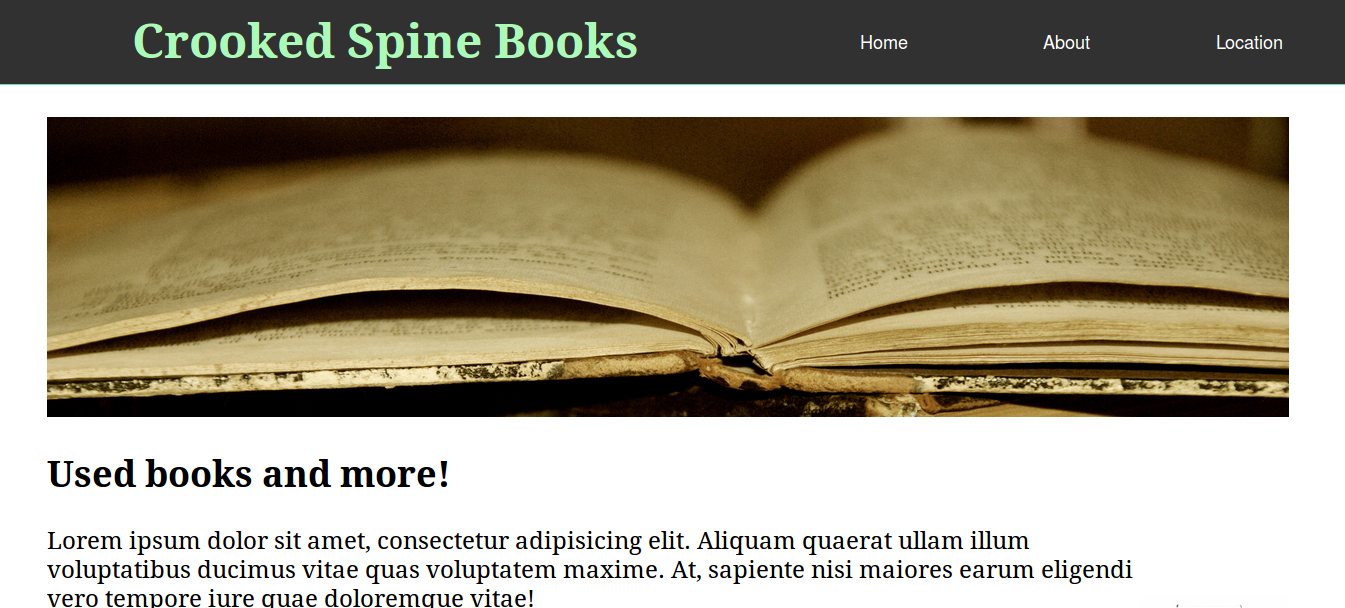 Crooked Spine Books
Home
About
Location
Used books and more!
Lorem ipsum dolor sit amet, consectetur adipisicing elit. Aliquam quaerat ullam illum
voluptatibus ducimus vitae quas voluptatem maxime. At, sapiente nisi maiores earum eligendi
vero tempore iure quae doloremque vitae!